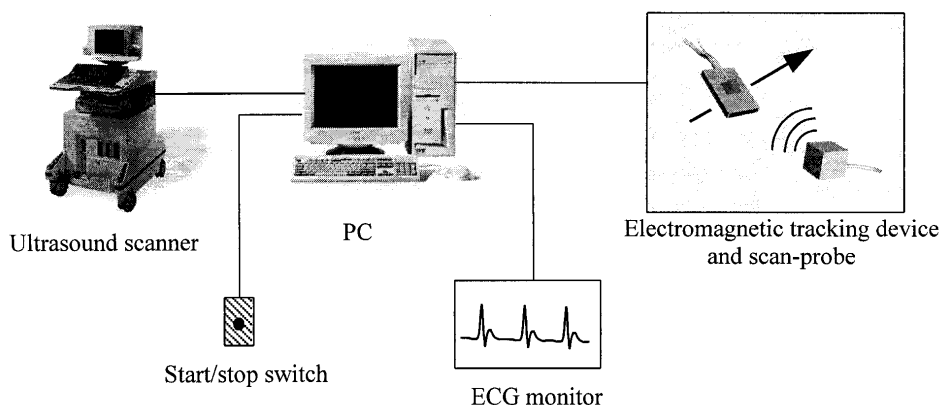 Ultrasound scanner
PC
Electromagnetic tracking device
and scan-probe
Start/stop switch
ECG monitor